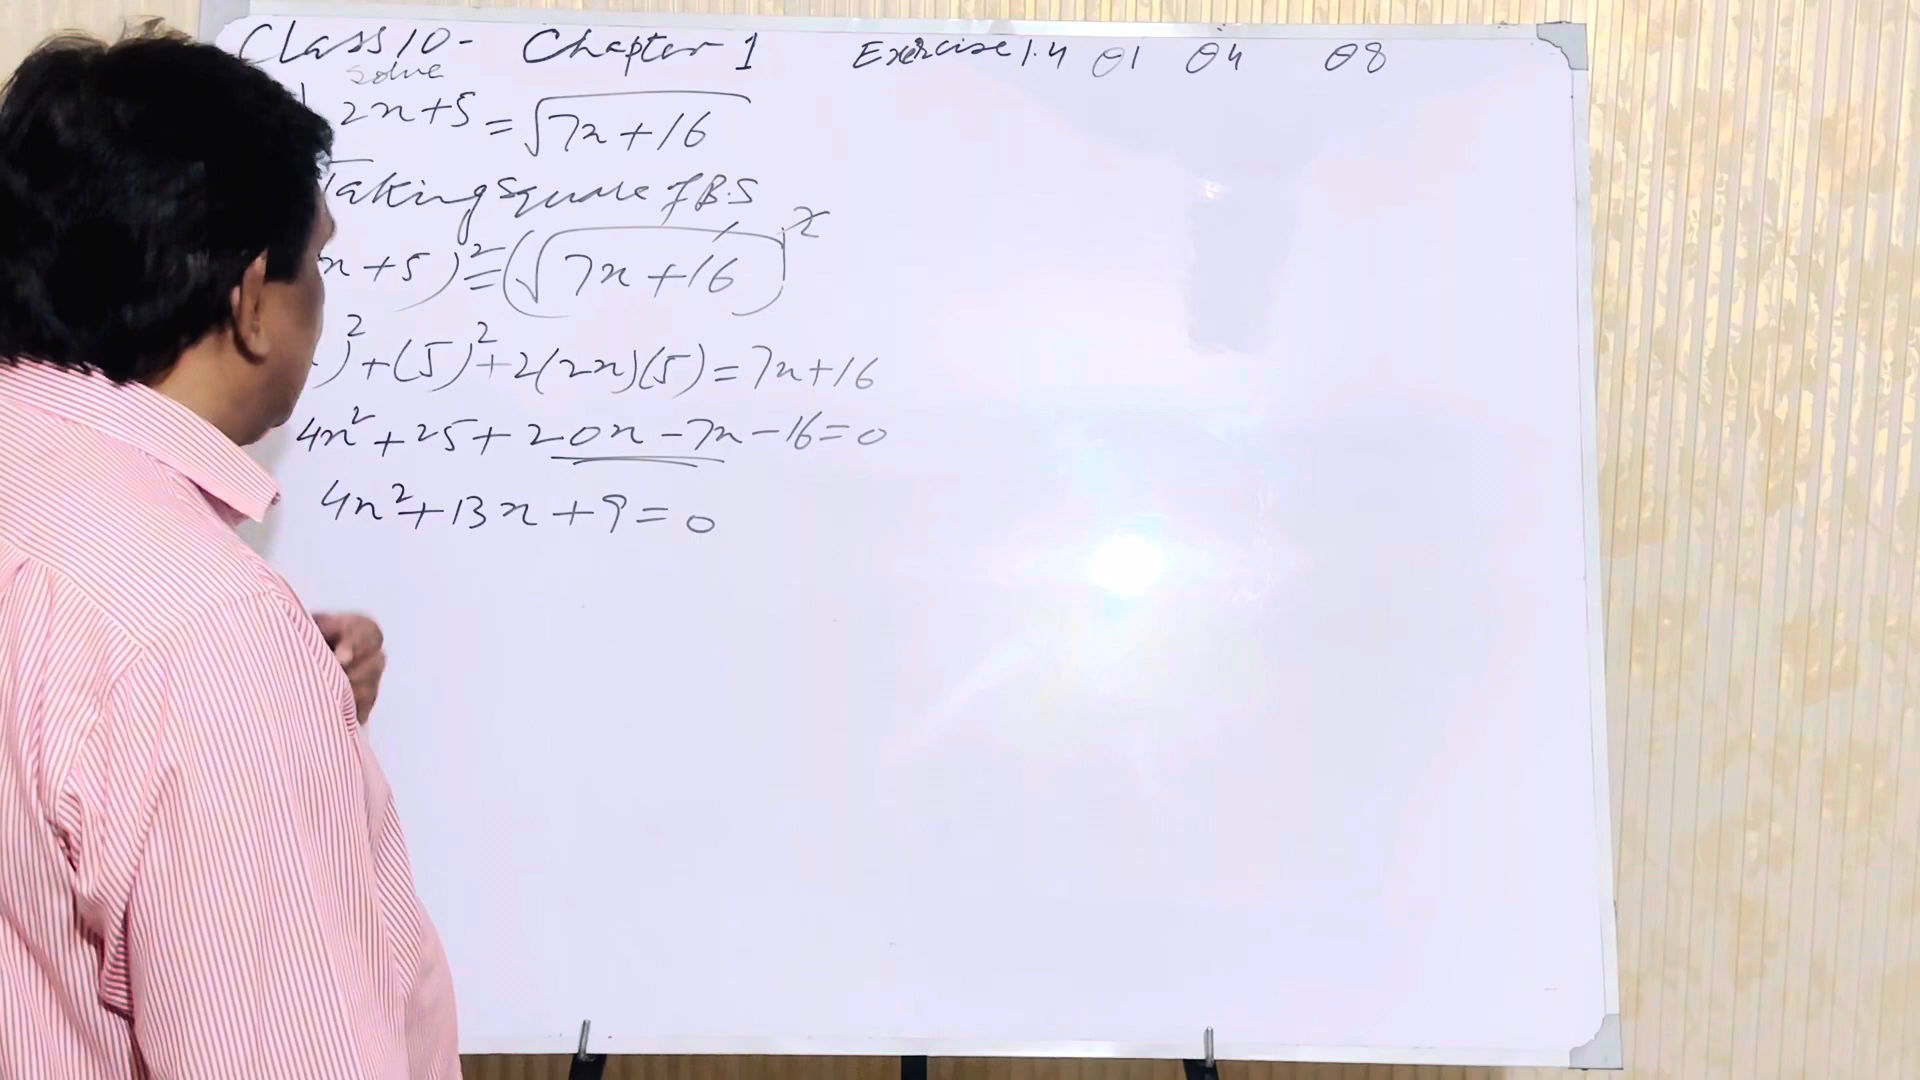 Class 10- Chapter 1 Exercise 1.4 Q1 Q4 Q8
Solve
2x+5 = √7x+16
Taking Square of B.S
x+5)² = (√7x+16)²
)²+(5)²+2(2x)(5) = 7x+16
4x²+25+20x-7x-16=0
4x²+13x+9=0